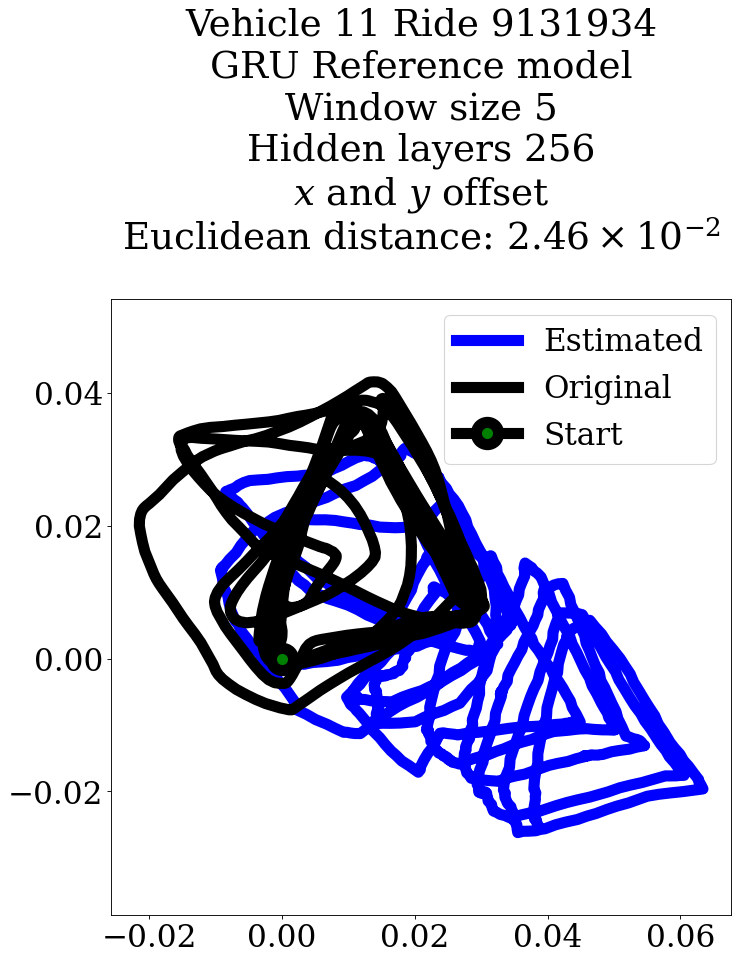 Vehicle 11 Ride 9131934
GRU Reference model
Window size 5
Hidden layers 256
x and y offset
Euclidean distance: 2.46 × 10⁻²
Estimated
Original
Start
0.04
0.02
0.00
−0.02
−0.02 0.00 0.02 0.04 0.06